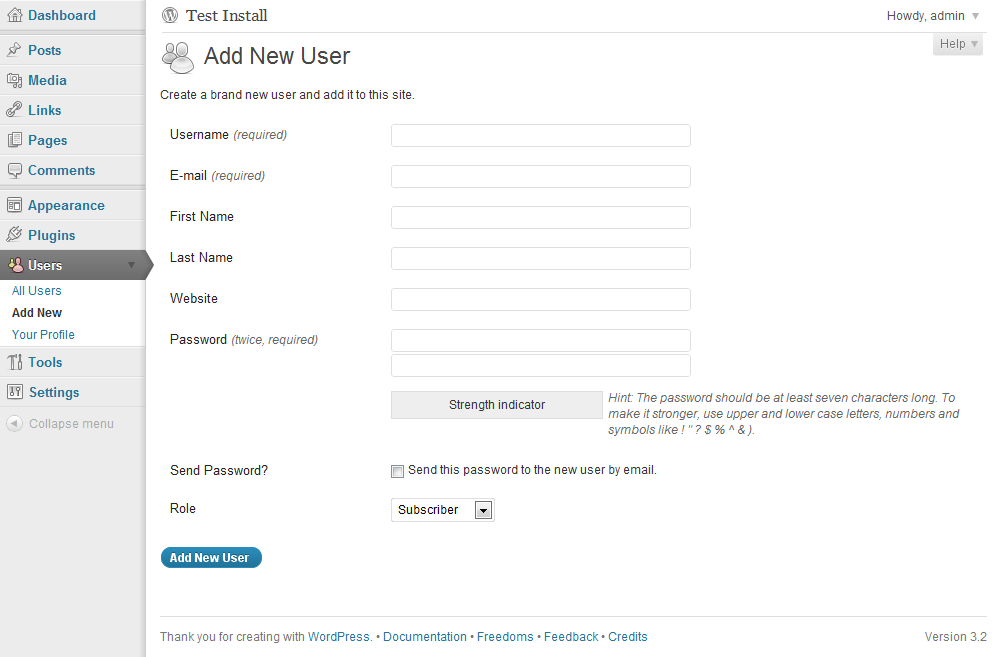 Dashboard
Posts
Media
Links
Pages
Comments
Appearance
Plugins
Users
All Users
Add New
Your Profile
Tools
Settings
Collapse menu
Test Install
Howdy, admin
Help
Add New User
Create a brand new user and add it to this site.
Username (required)
E-mail (required)
First Name
Last Name
Website
Password (twice, required)
Strength indicator
Hint: The password should be at least seven characters long. To
make it stronger, use upper and lower case letters, numbers and
symbols like ! " ? $ % ^ & ).
Send Password?
Send this password to the new user by email.
Role
Subscriber
Add New User
Thank you for creating with WordPress. • Documentation • Freedoms • Feedback • Credits
Version 3.2